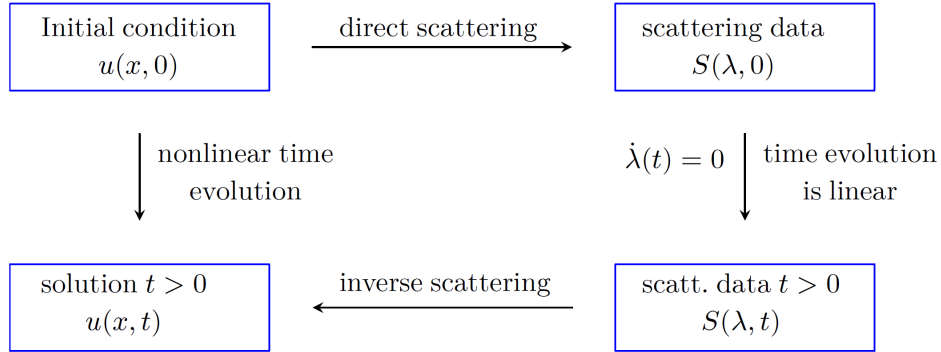 Initial condition
u(x, 0)
direct scattering
scattering data
S(λ, 0)
nonlinear time
evolution
λ̇(t) = 0
time evolution
is linear
solution t > 0
u(x, t)
inverse scattering
scatt. data t > 0
S(λ, t)